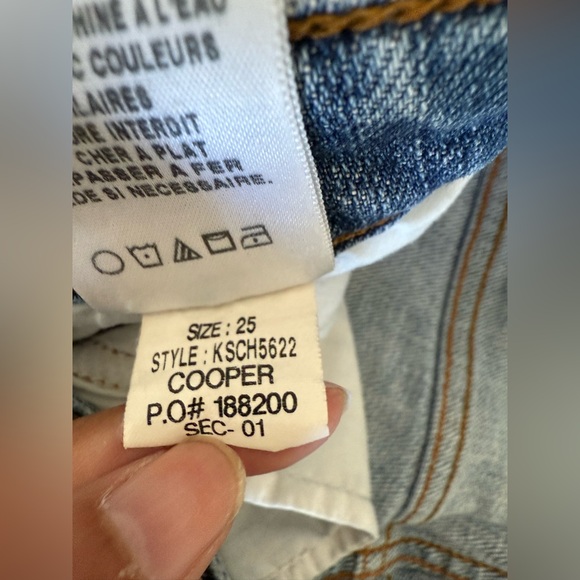 MINÉ A L'EAU
C COULEURS
LAIRES
RE INTERDIT
CHER A PLAT
PASSER A FER
DE SI NECESSAIRE.
SIZE : 25
STYLE : KSCH5622
COOPER
P.O# 188200
SEC- 01